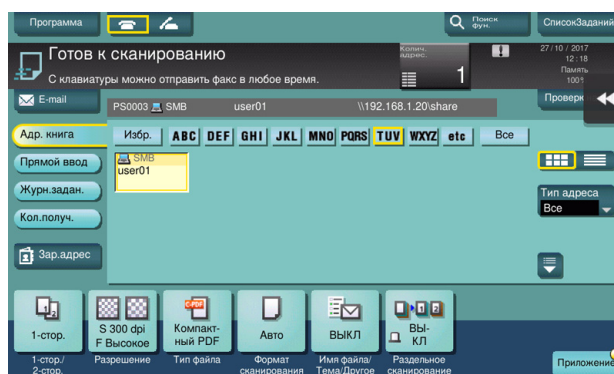 Программа
Поиск
фун.
СписокЗаданий
Готов к сканированию
С клавиатуры можно отправить факс в любое время.
Колич.
адрес.
1
27/10/2017
12:18
Память
100%
E-mail
PS0003 SMB user01 \\192.168.1.20\share
Адр. книга
Избр. ABC DEF GHI JKL MNO PQRS TUV WXYZ etc Все
SMB
user01
Прямой ввод
Журн.задан.
Кол.получ.
Зар.адрес
Тип адреса
Все
1-стор.
S 300 dpi
F Высокое
C-PDF
Компакт-
ный PDF
Авто
ВЫКЛ
ВЫ-
КЛ
1-стор./
2-стор.
Разрешение
Тип файла
Формат
сканирования
Имя файла/
Тема/Другое
Раздельное
сканирование
Приложение